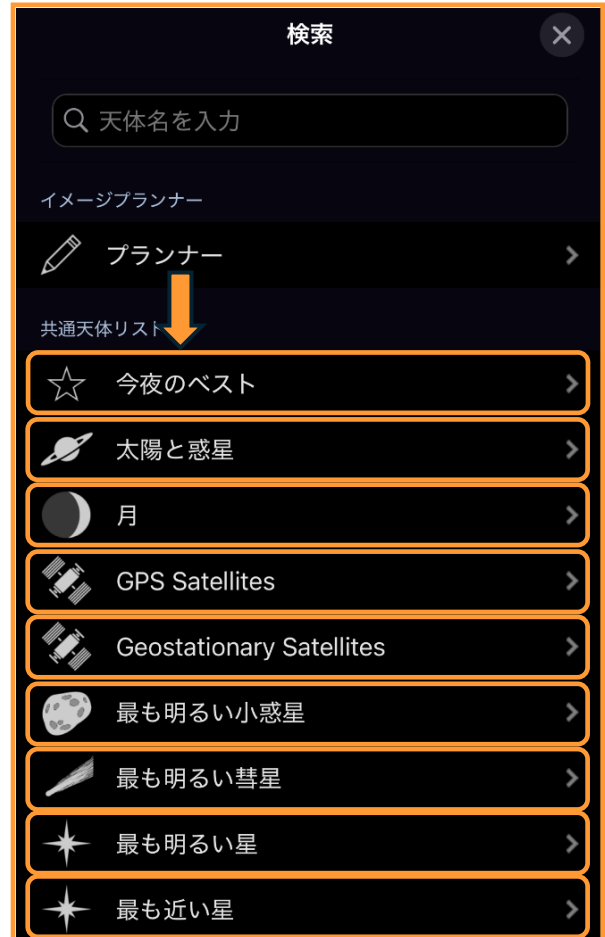 検索
天体名を入力
イメージプランナー
プランナー
共通天体リスト
今夜のベスト
太陽と惑星
月
GPS Satellites
Geostationary Satellites
最も明るい小惑星
最も明るい彗星
最も明るい星
最も近い星